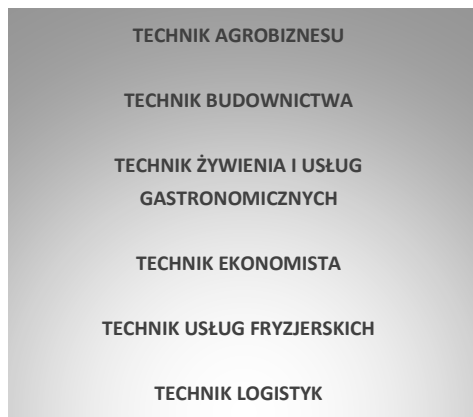 TECHNIK AGROBIZNESU
TECHNIK BUDOWNICTWA
TECHNIK ŻYWIENIA I USŁUG
GASTRONOMICZNYCH
TECHNIK EKONOMISTA
TECHNIK USŁUG FRYZJERSKICH
TECHNIK LOGISTYK